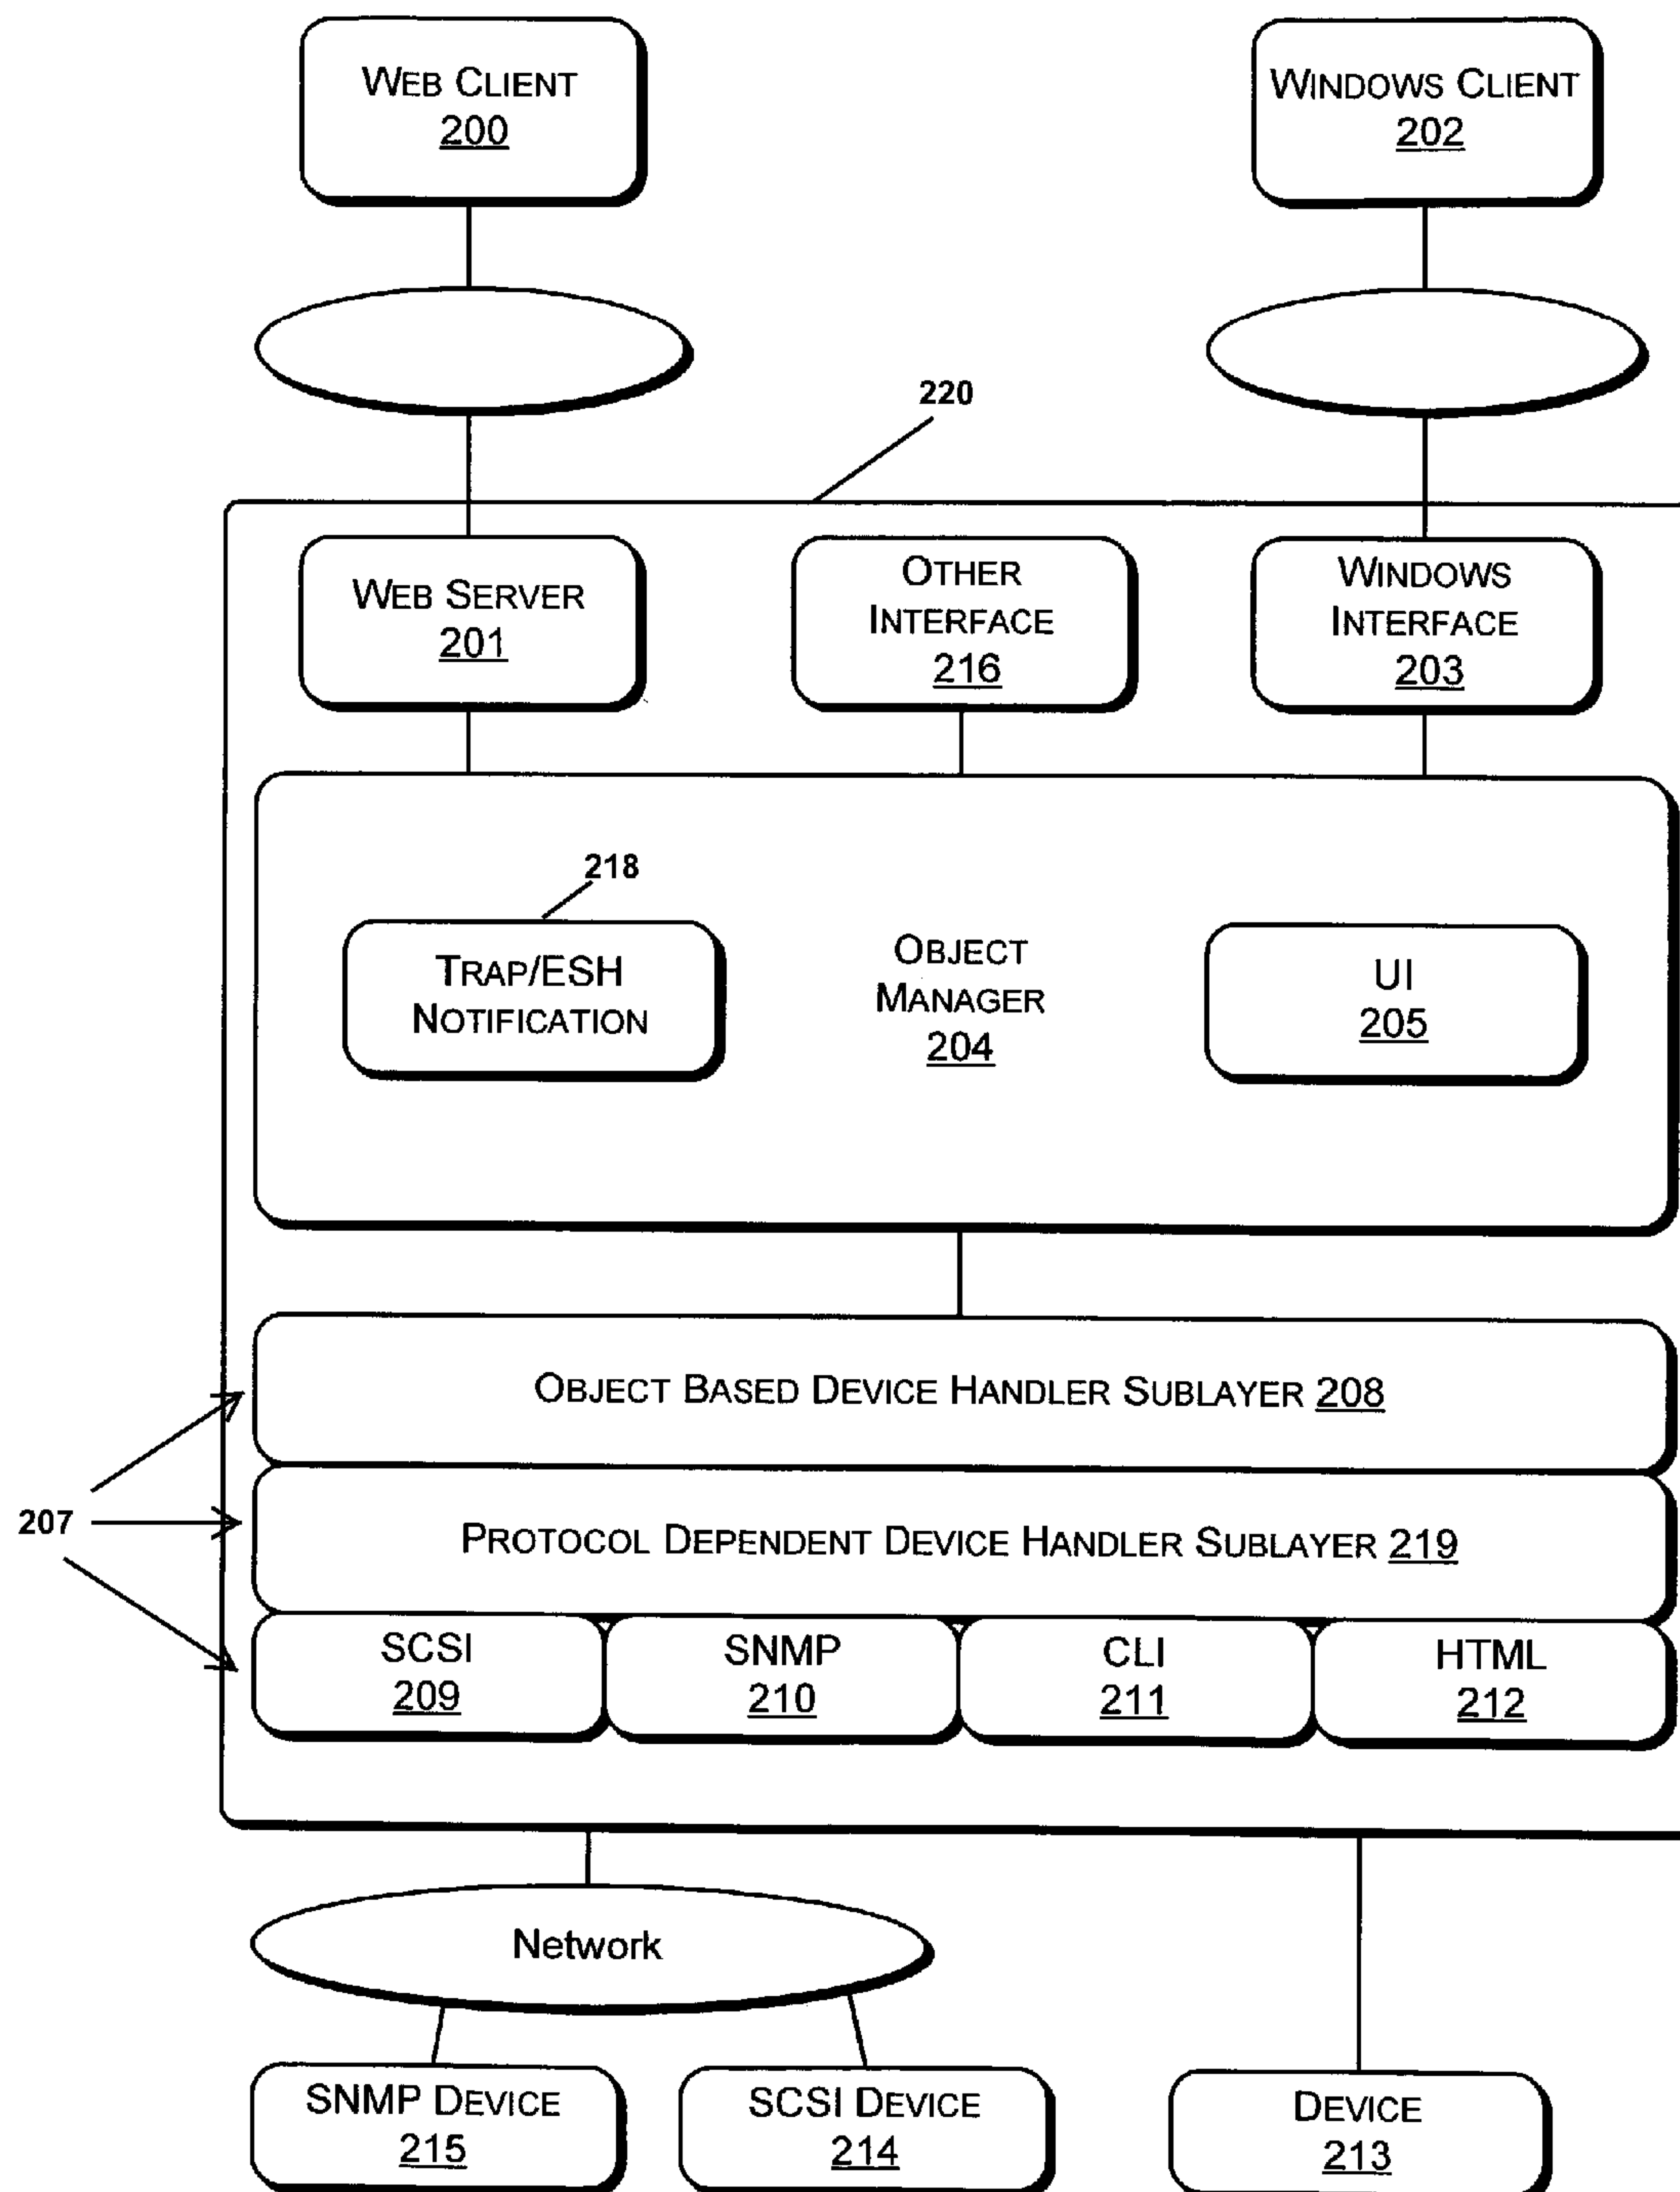 WEB CLIENT
200
WINDOWS CLIENT
202
220
WEB SERVER
201
OTHER
INTERFACE
216
WINDOWS
INTERFACE
203
218
TRAP/ESH
NOTIFICATION
OBJECT
MANAGER
204
UI
205
OBJECT BASED DEVICE HANDLER SUBLAYER 208
207
PROTOCOL DEPENDENT DEVICE HANDLER SUBLAYER 219
SCSI
209
SNMP
210
CLI
211
HTML
212
Network
SNMP DEVICE
215
SCSI DEVICE
214
DEVICE
213